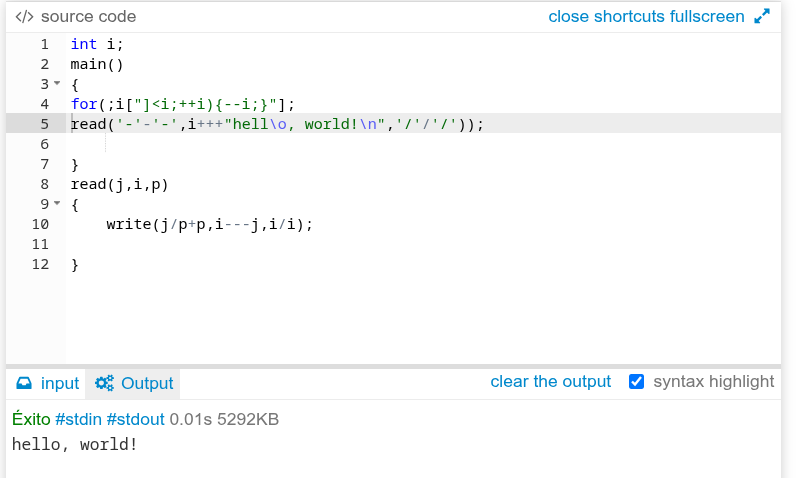 </> source code close shortcuts fullscreen
1 int i;
2 main()
3 {
4 for(;i["]<i;++i){--i;}"];
5 read('-'-'-',i+++"hell\o, world!\n",'/'/'/'));
6
7 }
8 read(j,i,p)
9 {
10     write(j/p+p,i---j,i/i);
11
12 }
input Output clear the output syntax highlight
Éxito #stdin #stdout 0.01s 5292KB
hello, world!